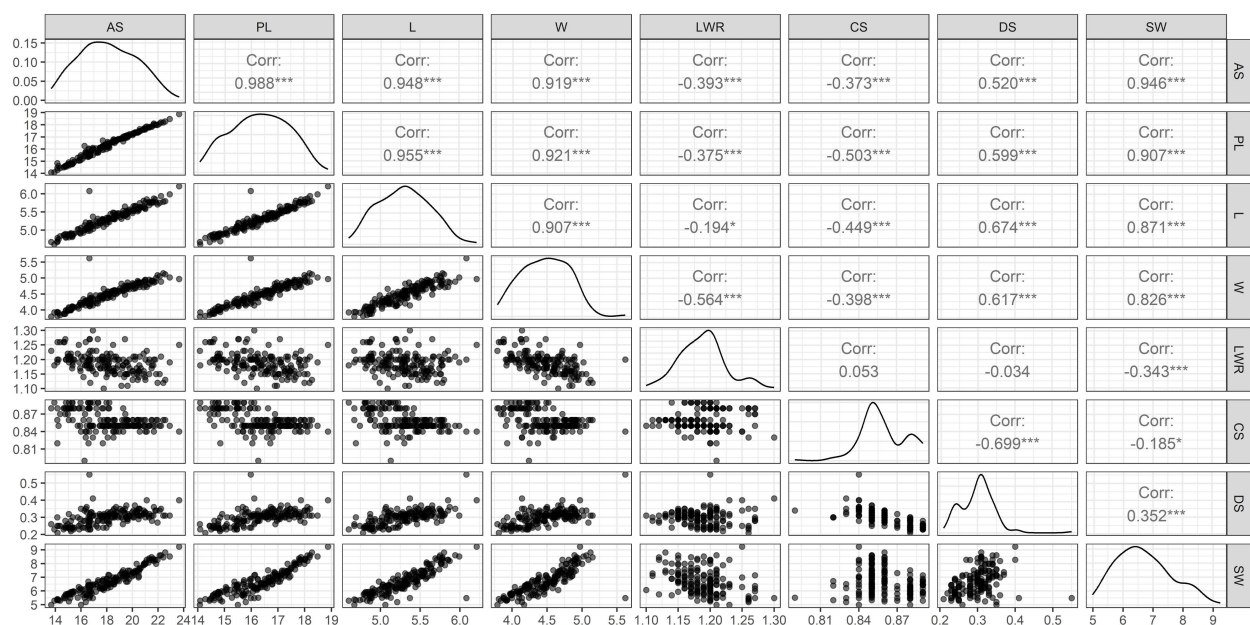 AS PL L W LWR CS DS SW
0.15
0.10
0.05
0.00
Corr: Corr: Corr: Corr: Corr: Corr: Corr:
0.988*** 0.948*** 0.919*** -0.393*** -0.373*** 0.520*** 0.946***
AS
19
18
17
16
15
14
Corr: Corr: Corr: Corr: Corr: Corr:
0.955*** 0.921*** -0.375*** -0.503*** 0.599*** 0.907***
PL
6.0
5.5
5.0
Corr: Corr: Corr: Corr: Corr:
0.907*** -0.194* -0.449*** 0.674*** 0.871***
L
5.5
5.0
4.5
4.0
Corr: Corr: Corr: Corr:
-0.564*** -0.398*** 0.617*** 0.826***
W
1.30
1.25
1.20
1.15
1.10
Corr: Corr: Corr:
0.053 -0.034 -0.343***
LWR
0.87
0.84
0.81
Corr: Corr:
-0.699*** -0.185*
CS
0.5
0.4
0.3
0.2
Corr:
0.352***
DS
9
8
7
6
5
SW
14 16 18 20 22 24 14 15 16 17 18 19 5.0 5.5 6.0 4.0 4.5 5.0 5.5 1.10 1.15 1.20 1.25 1.30 0.81 0.84 0.87 0.2 0.3 0.4 0.5 5 6 7 8 9